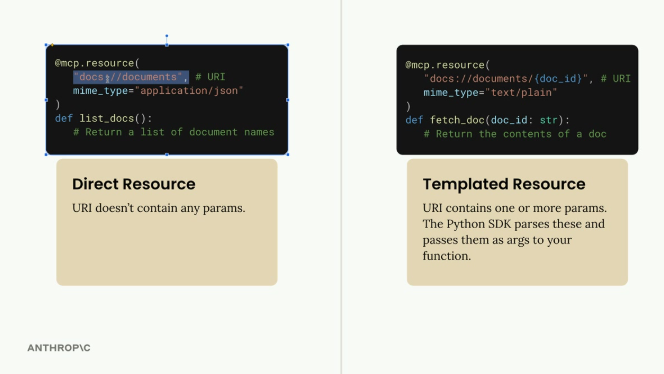 @mcp.resource(
"docs://documents", # URI
mime_type="application/json"
)
def list_docs():
# Return a list of document names
Direct Resource
URI doesn't contain any params.
@mcp.resource(
"docs://documents/{doc_id}", # URI
mime_type="text/plain"
)
def fetch_doc(doc_id: str):
# Return the contents of a doc
Templated Resource
URI contains one or more params.
The Python SDK parses these and
passes them as args to your
function.
ANTHROP\C